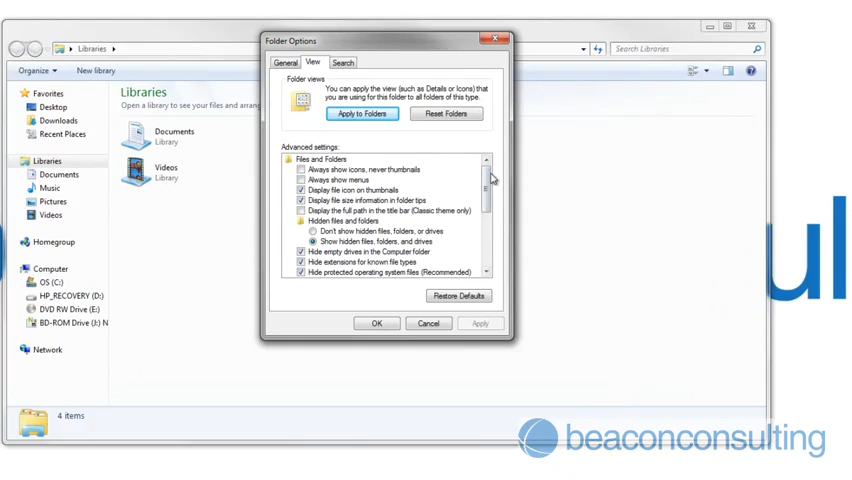 Folder Options
Libraries
Search Libraries
Organize
New library
General
View
Search
Folder views
You can apply the view (such as Details or Icons) that
you are using for this folder to all folders of this type.
Apply to Folders
Reset Folders
Advanced settings:
Files and Folders
Always show icons, never thumbnails
Always show menus
Display file icon on thumbnails
Display file size information in folder tips
Display the full path in the title bar (Classic theme only)
Hidden files and folders
Don't show hidden files, folders, or drives
Show hidden files, folders, and drives
Hide empty drives in the Computer folder
Hide extensions for known file types
Hide protected operating system files (Recommended)
Restore Defaults
OK
Cancel
Apply
Favorites
Desktop
Downloads
Recent Places
Libraries
Documents
Music
Pictures
Videos
Homegroup
Computer
OS (C:)
HP_RECOVERY (D:)
DVD RW Drive (E:)
BD-ROM Drive (J:) N
Network
Libraries
Open a library to see your files and arrang
Documents
Library
Videos
Library
4 items
ul
beaconconsulting